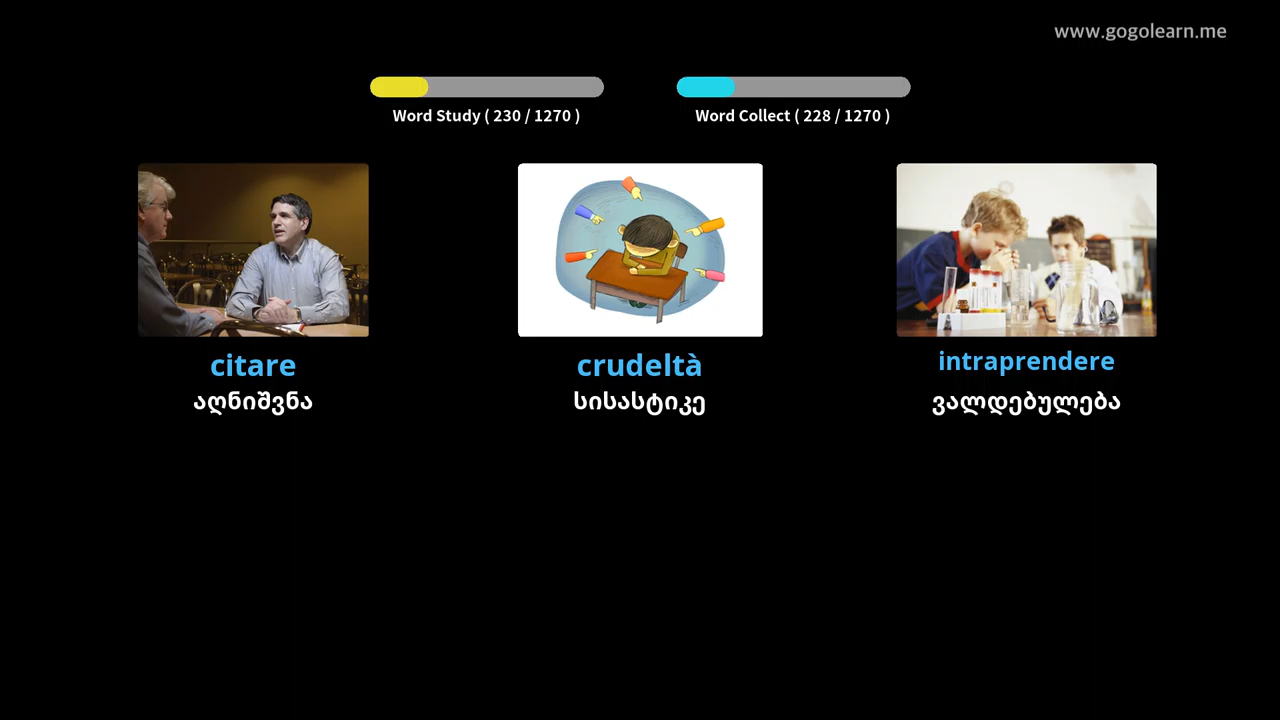 www.gogolearn.me
Word Study ( 230 / 1270 )
Word Collect ( 228 / 1270 )
citare
crudeltà
intraprendere
აღნიშვნა
სისასტიკე
ვალდებულება